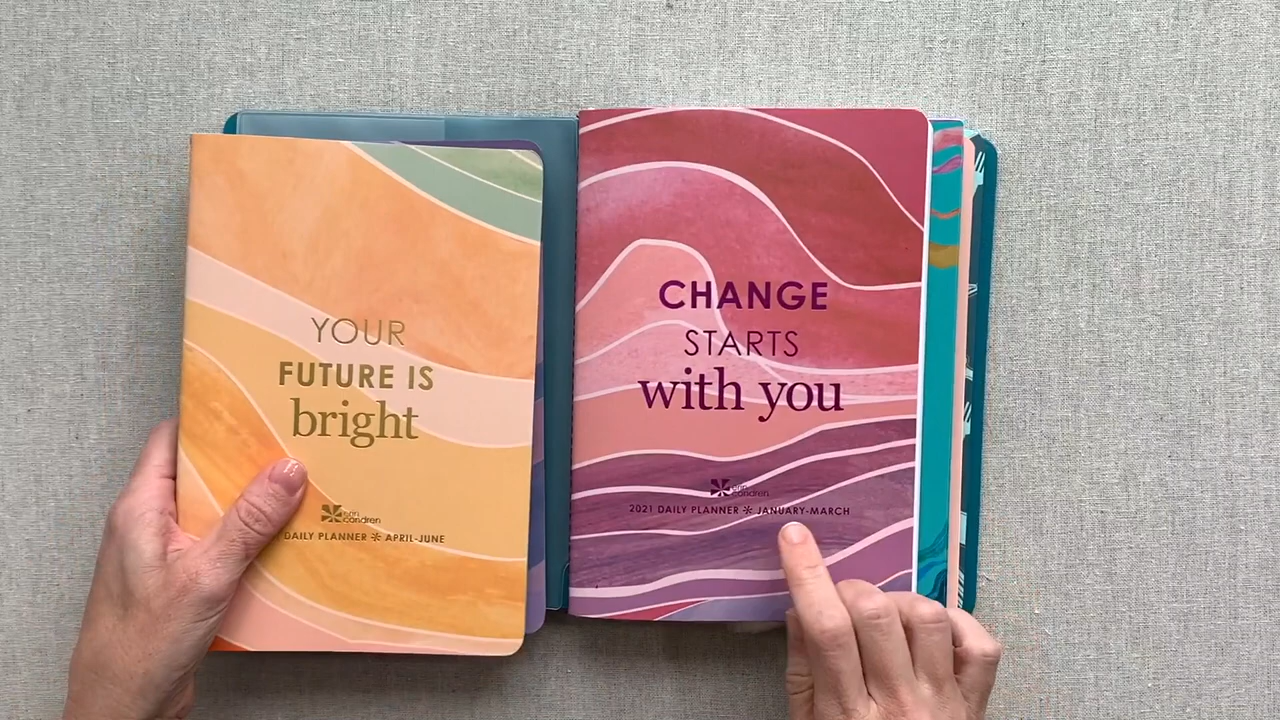 YOUR
FUTURE IS
bright
erin
condren
DAILY PLANNER ✻ APRIL-JUNE
CHANGE
STARTS
with you
erin
condren
2021 DAILY PLANNER ✻ JANUARY-MARCH